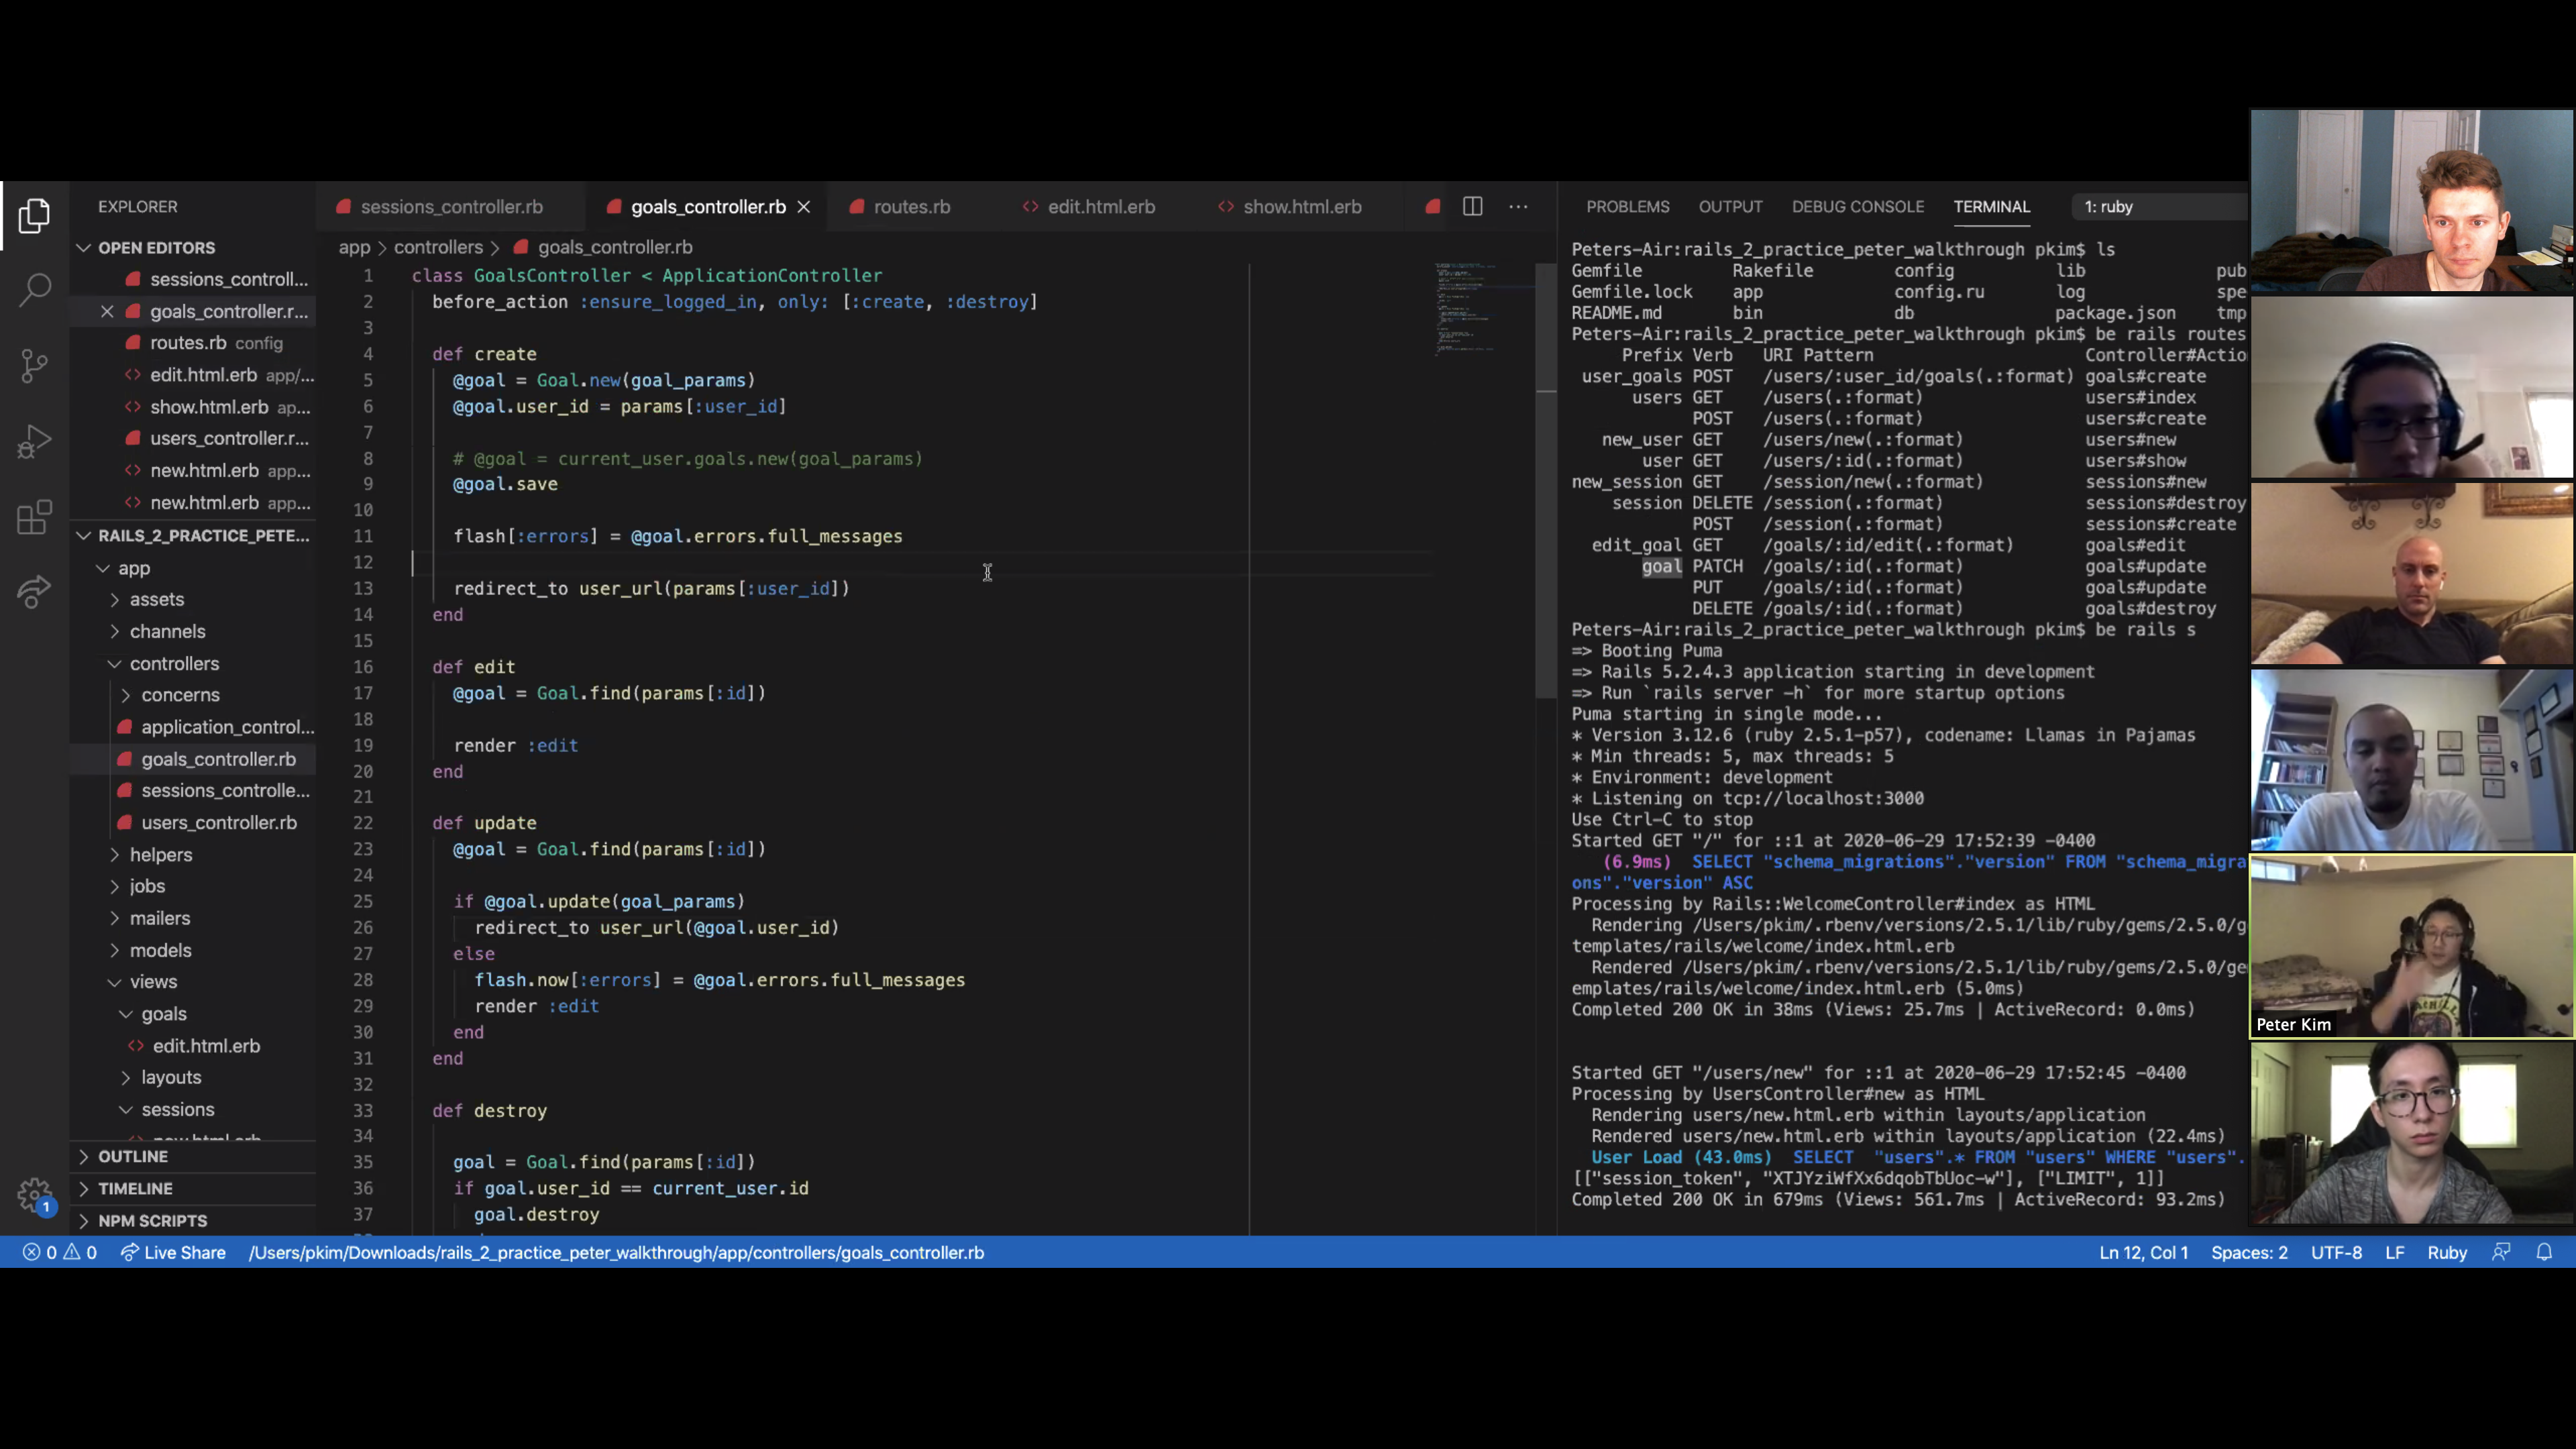 EXPLORER
OPEN EDITORS
sessions_controll...
goals_controller.r...
routes.rb config
edit.html.erb app/...
show.html.erb ap...
users_controller.r...
new.html.erb app...
new.html.erb app...
RAILS_2_PRACTICE_PETE...
app
assets
channels
controllers
concerns
application_control...
goals_controller.rb
sessions_controlle...
users_controller.rb
helpers
jobs
mailers
models
views
goals
edit.html.erb
layouts
sessions
new.html.erb
OUTLINE
TIMELINE
NPM SCRIPTS
1
sessions_controller.rb goals_controller.rb routes.rb edit.html.erb show.html.erb
app > controllers > goals_controller.rb
1 class GoalsController < ApplicationController
2 before_action :ensure_logged_in, only: [:create, :destroy]
3
4 def create
5 @goal = Goal.new(goal_params)
6 @goal.user_id = params[:user_id]
7
8 # @goal = current_user.goals.new(goal_params)
9 @goal.save
10
11 flash[:errors] = @goal.errors.full_messages
12
13 redirect_to user_url(params[:user_id])
14 end
15
16 def edit
17 @goal = Goal.find(params[:id])
18
19 render :edit
20 end
21
22 def update
23 @goal = Goal.find(params[:id])
24
25 if @goal.update(goal_params)
26 redirect_to user_url(@goal.user_id)
27 else
28 flash.now[:errors] = @goal.errors.full_messages
29 render :edit
30 end
31 end
32
33 def destroy
34
35 goal = Goal.find(params[:id])
36 if goal.user_id == current_user.id
37 goal.destroy
PROBLEMS OUTPUT DEBUG CONSOLE TERMINAL 1: ruby
Peters-Air:rails_2_practice_peter_walkthrough pkim$ ls
Gemfile Rakefile config lib pub
Gemfile.lock app config.ru log spe
README.md bin db package.json tmp
Peters-Air:rails_2_practice_peter_walkthrough pkim$ be rails routes
Prefix Verb URI Pattern Controller#Actio
user_goals POST /users/:user_id/goals(.:format) goals#create
users GET /users(.:format) users#index
POST /users(.:format) users#create
new_user GET /users/new(.:format) users#new
user GET /users/:id(.:format) users#show
new_session GET /session/new(.:format) sessions#new
session DELETE /session(.:format) sessions#destroy
POST /session(.:format) sessions#create
edit_goal GET /goals/:id/edit(.:format) goals#edit
goal PATCH /goals/:id(.:format) goals#update
PUT /goals/:id(.:format) goals#update
DELETE /goals/:id(.:format) goals#destroy
Peters-Air:rails_2_practice_peter_walkthrough pkim$ be rails s
=> Booting Puma
=> Rails 5.2.4.3 application starting in development
=> Run `rails server -h` for more startup options
Puma starting in single mode...
* Version 3.12.6 (ruby 2.5.1-p57), codename: Llamas in Pajamas
* Min threads: 5, max threads: 5
* Environment: development
* Listening on tcp://localhost:3000
Use Ctrl-C to stop
Started GET "/" for ::1 at 2020-06-29 17:52:39 -0400
(6.9ms) SELECT "schema_migrations"."version" FROM "schema_migra
ons"."version" ASC
Processing by Rails::WelcomeController#index as HTML
Rendering /Users/pkim/.rbenv/versions/2.5.1/lib/ruby/gems/2.5.0/g
templates/rails/welcome/index.html.erb
Rendered /Users/pkim/.rbenv/versions/2.5.1/lib/ruby/gems/2.5.0/ge
emplates/rails/welcome/index.html.erb (5.0ms)
Completed 200 OK in 38ms (Views: 25.7ms | ActiveRecord: 0.0ms)
Started GET "/users/new" for ::1 at 2020-06-29 17:52:45 -0400
Processing by UsersController#new as HTML
Rendering users/new.html.erb within layouts/application
Rendered users/new.html.erb within layouts/application (22.4ms)
User Load (43.0ms) SELECT "users".* FROM "users" WHERE "users".
[["session_token", "XTJYziWfXx6dqobTbUoc-w"], ["LIMIT", 1]]
Completed 200 OK in 679ms (Views: 561.7ms | ActiveRecord: 93.2ms)
Peter Kim
0 0 Live Share /Users/pkim/Downloads/rails_2_practice_peter_walkthrough/app/controllers/goals_controller.rb Ln 12, Col 1 Spaces: 2 UTF-8 LF Ruby